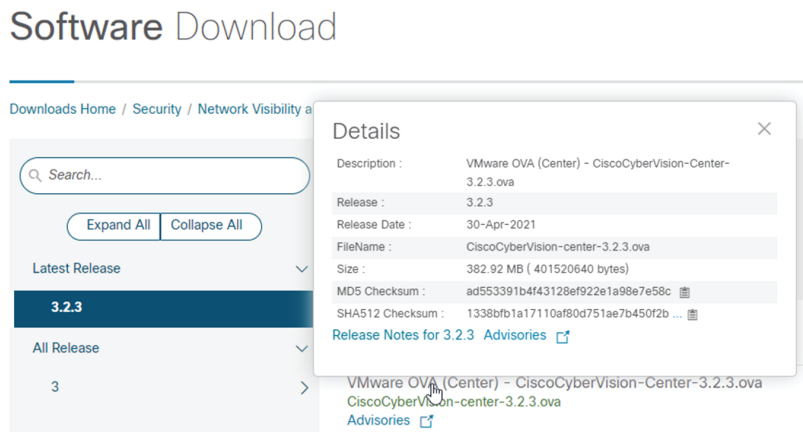 Software Download
Downloads Home / Security / Network Visibility a
Search...
Expand All
Collapse All
Latest Release
3.2.3
All Release
3
Details
Description :
VMware OVA (Center) - CiscoCyberVision-Center-
3.2.3.ova
Release :
3.2.3
Release Date :
30-Apr-2021
FileName :
CiscoCyberVision-center-3.2.3.ova
Size :
382.92 MB ( 401520640 bytes)
MD5 Checksum :
ad553391b4f43128ef922e1a98e7e58c
SHA512 Checksum :
1338bfb1a17110af80d751ae7b450f2b ...
Release Notes for 3.2.3 Advisories
VMware OVA (Center) - CiscoCyberVision-Center-3.2.3.ova
CiscoCyberVision-center-3.2.3.ova
Advisories